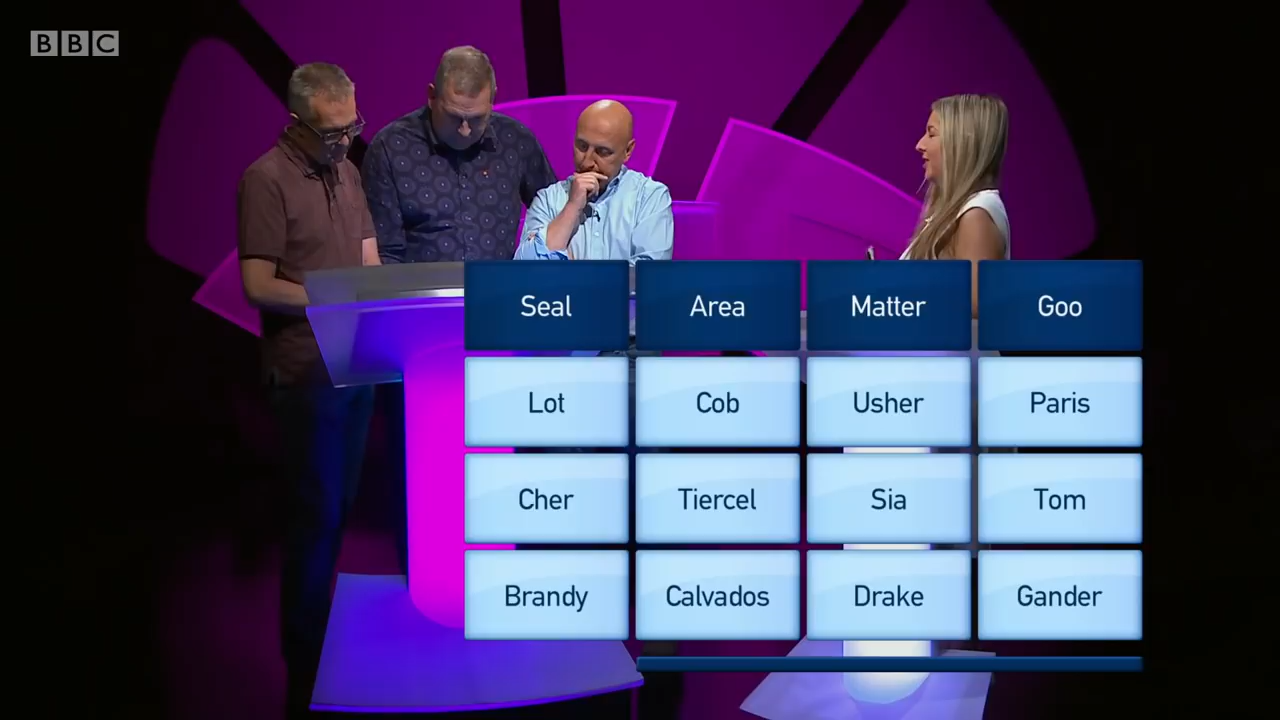 BBC
Seal Area Matter Goo
Lot Cob Usher Paris
Cher Tiercel Sia Tom
Brandy Calvados Drake Gander